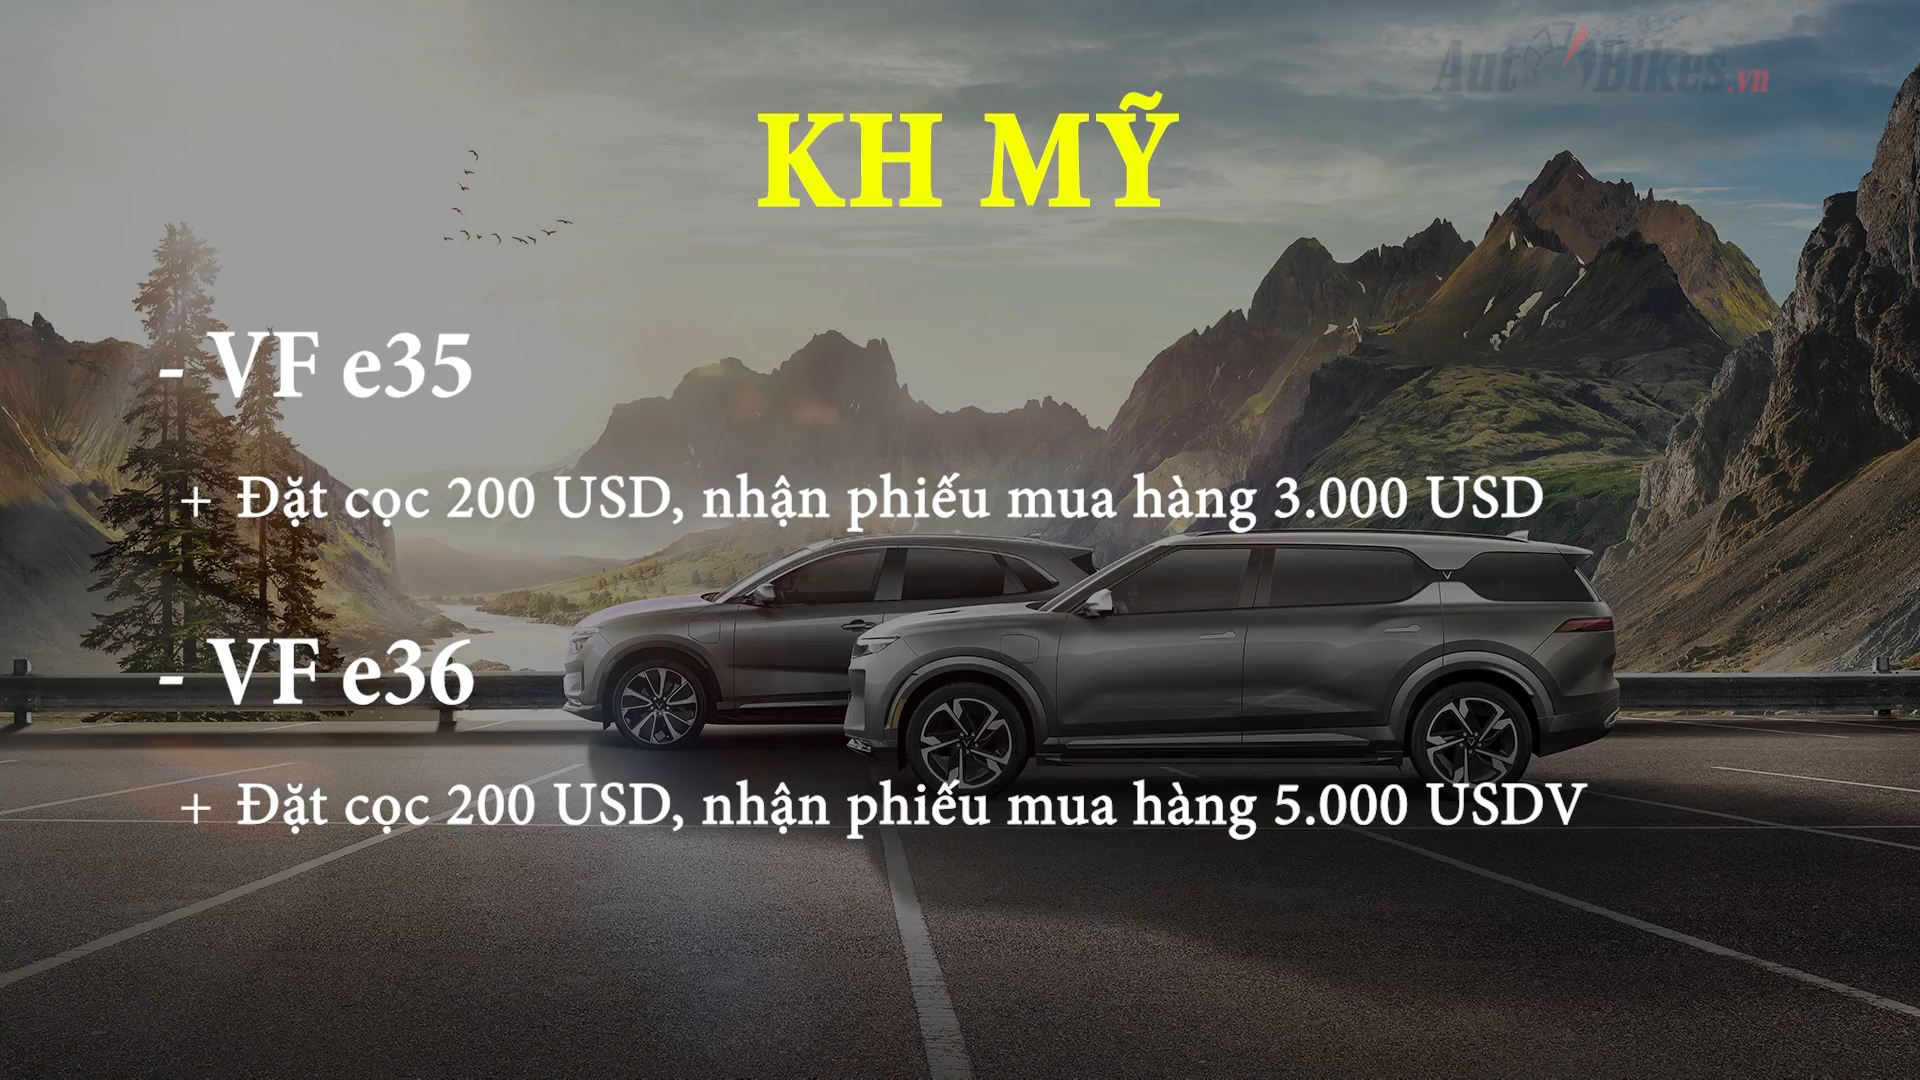 AutoBikes.vn
KH MỸ
- VF e35
+ Đặt cọc 200 USD, nhận phiếu mua hàng 3.000 USD
- VF e36
+ Đặt cọc 200 USD, nhận phiếu mua hàng 5.000 USDV